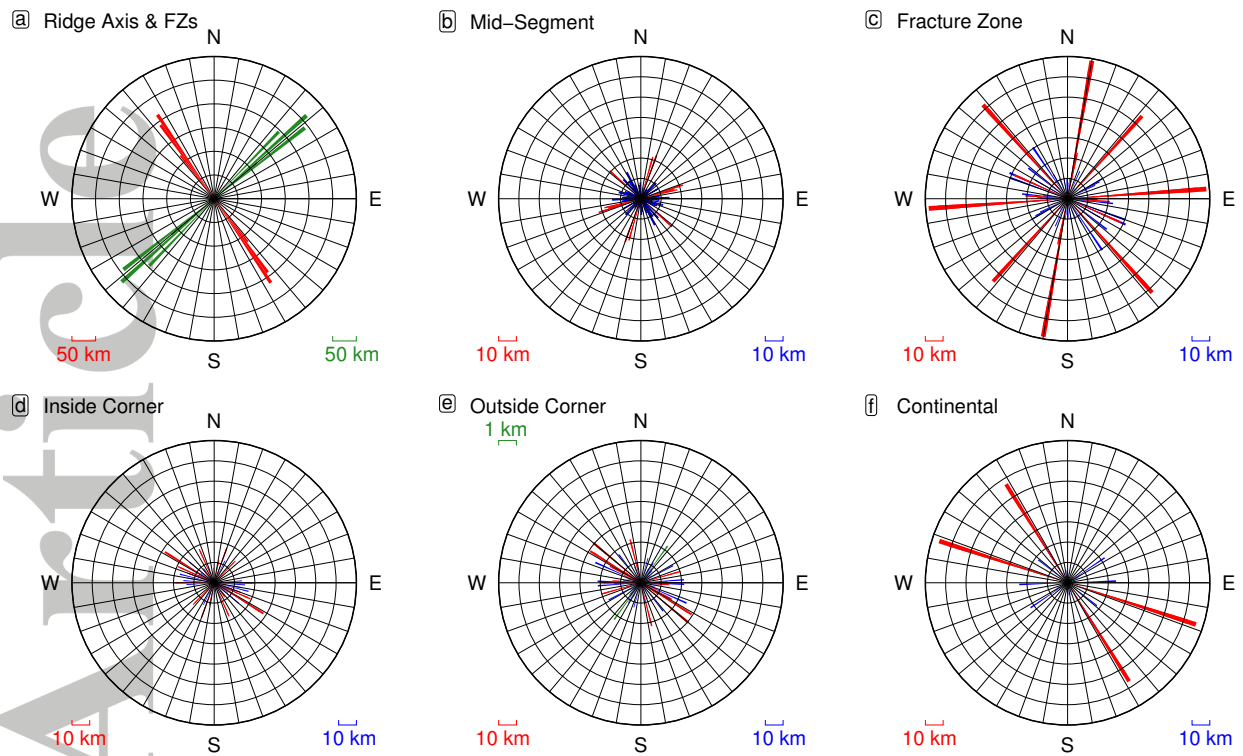 a Ridge Axis & FZs
N
W
E
S
50 km
50 km
b Mid–Segment
N
W
E
S
10 km
10 km
c Fracture Zone
N
W
E
S
10 km
10 km
d Inside Corner
N
W
E
S
10 km
10 km
e Outside Corner
1 km
N
W
E
S
10 km
10 km
f Continental
N
W
E
S
10 km
10 km
Article